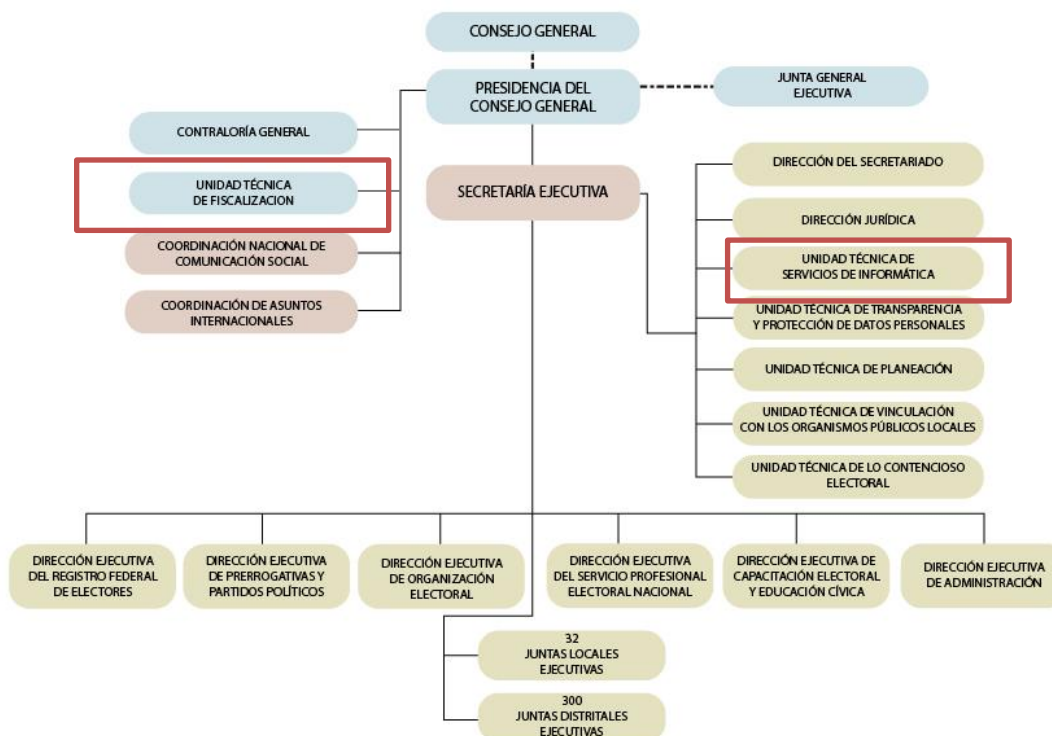 CONSEJO GENERAL
PRESIDENCIA DEL
CONSEJO GENERAL
JUNTA GENERAL
EJECUTIVA
CONTRALORÍA GENERAL
UNIDAD TÉCNICA
DE FISCALIZACION
COORDINACIÓN NACIONAL DE
COMUNICACIÓN SOCIAL
COORDINACIÓN DE ASUNTOS
INTERNACIONALES
SECRETARÍA EJECUTIVA
DIRECCIÓN DEL SECRETARIADO
DIRECCIÓN JURÍDICA
UNIDAD TÉCNICA DE
SERVICIOS DE INFORMÁTICA
UNIDAD TÉCNICA DE TRANSPARENCIA
Y PROTECCIÓN DE DATOS PERSONALES
UNIDAD TÉCNICA DE PLANEACIÓN
UNIDAD TÉCNICA DE VINCULACIÓN
CON LOS ORGANISMOS PÚBLICOS LOCALES
UNIDAD TÉCNICA DE LO CONTENCIOSO
ELECTORAL
DIRECCIÓN EJECUTIVA
DEL REGISTRO FEDERAL
DE ELECTORES
DIRECCIÓN EJECUTIVA
DE PRERROGATIVAS Y
PARTIDOS POLÍTICOS
DIRECCIÓN EJECUTIVA
DE ORGANIZACIÓN
ELECTORAL
DIRECCIÓN EJECUTIVA
DEL SERVICIO PROFESIONAL
ELECTORAL NACIONAL
DIRECCIÓN EJECUTIVA DE
CAPACITACIÓN ELECTORAL
Y EDUCACIÓN CÍVICA
DIRECCIÓN EJECUTIVA
DE ADMINISTRACIÓN
32
JUNTAS LOCALES
EJECUTIVAS
300
JUNTAS DISTRITALES
EJECUTIVAS